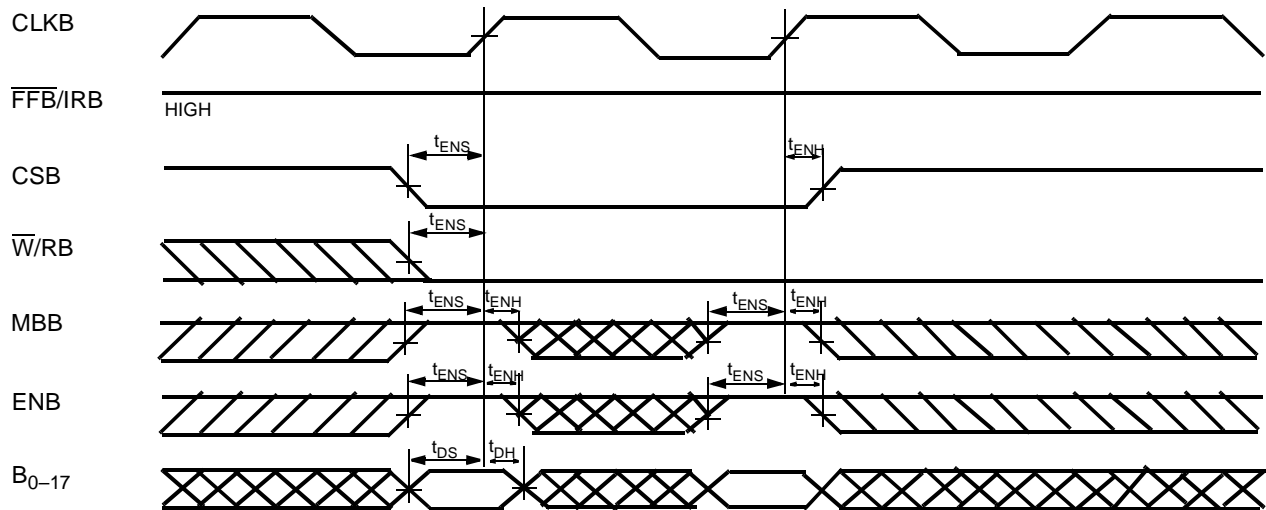 CLKB
FFB/IRB
HIGH
tENS
tENH
CSB
tENS
W/RB
tENS tENH tENS tENH
MBB
tENS tENH tENS tENH
ENB
tDS tDH
B0–17